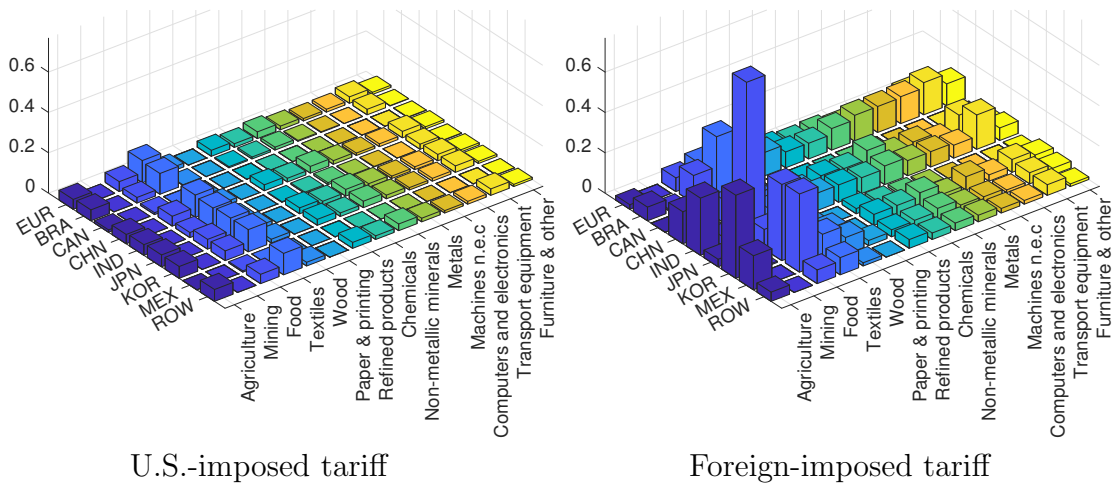 0.6
0.4
0.2
0
EUR
BRA
CAN
CHN
IND
JPN
KOR
MEX
ROW
Agriculture
Mining
Food
Textiles
Wood
Paper & printing
Refined products
Chemicals
Non-metallic minerals
Metals
Machines n.e.c
Computers and electronics
Transport equipment
Furniture & other
U.S.-imposed tariff
0.6
0.4
0.2
0
EUR
BRA
CAN
CHN
IND
JPN
KOR
MEX
ROW
Agriculture
Mining
Food
Textiles
Wood
Paper & printing
Refined products
Chemicals
Non-metallic minerals
Metals
Machines n.e.c
Computers and electronics
Transport equipment
Furniture & other
Foreign-imposed tariff